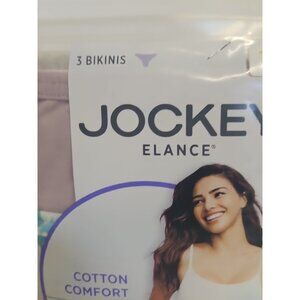 3 BIKINIS
JOCKEY
ELANCE®
COTTON
COMFORT